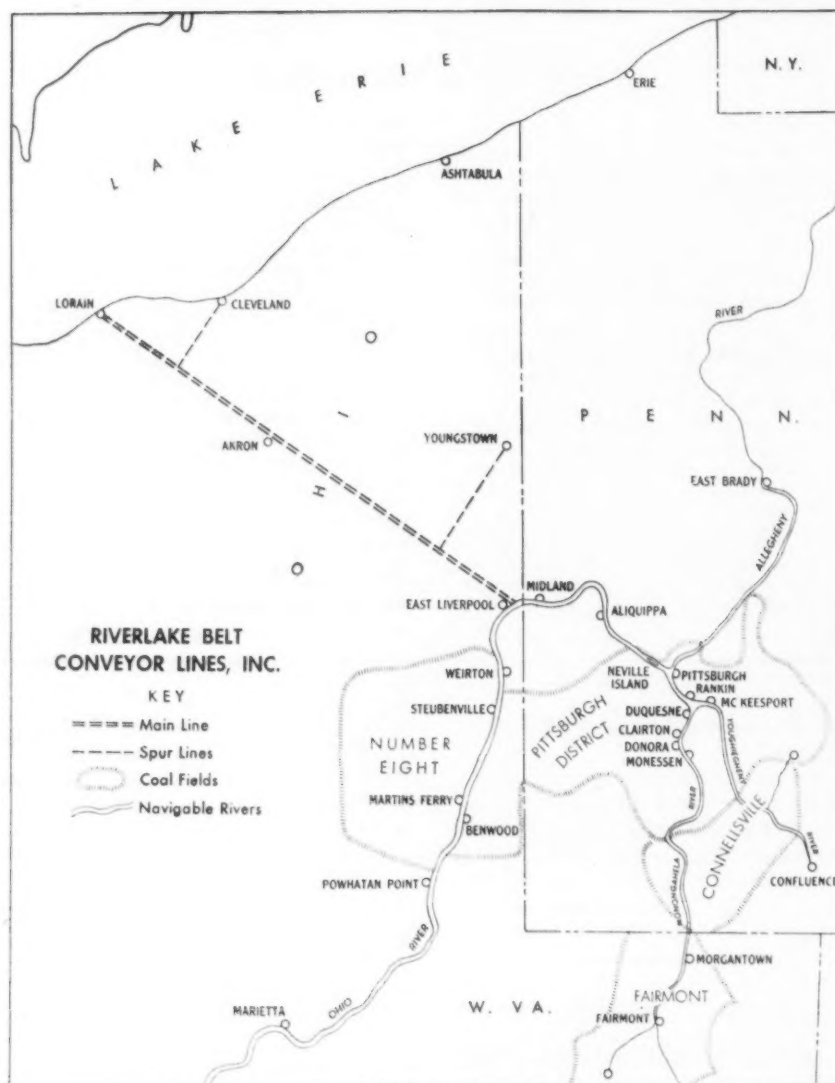 N. Y.
LAKE ERIE
ERIE
ASHTABULA
LORAIN
CLEVELAND
RIVER
OHI
PENN.
AKRON
YOUNGSTOWN
EAST BRADY
ALLEGHENY
MIDLAND
EAST LIVERPOOL
ALIQUIPPA
RIVERLAKE BELT
CONVEYOR LINES, INC.
KEY
Main Line
Spur Lines
Coal Fields
Navigable Rivers
WEIRTON
NEVILLE
ISLAND
PITTSBURGH
RANKIN
MC KEESPORT
STEUBENVILLE
DUQUESNE
CLAIRTON
DONORA
MONESSEN
NUMBER
EIGHT
PITTSBURGH
DISTRICT
YOUGHIOGHENY
RIVER
MARTINS FERRY
BENWOOD
RIVER
CONNELLSVILLE
POWHATAN POINT
CONFLUENCE
MONONGAHELA
RIVER
MORGANTOWN
FAIRMONT
W. VA.
MARIETTA
OHIO
FAIRMONT